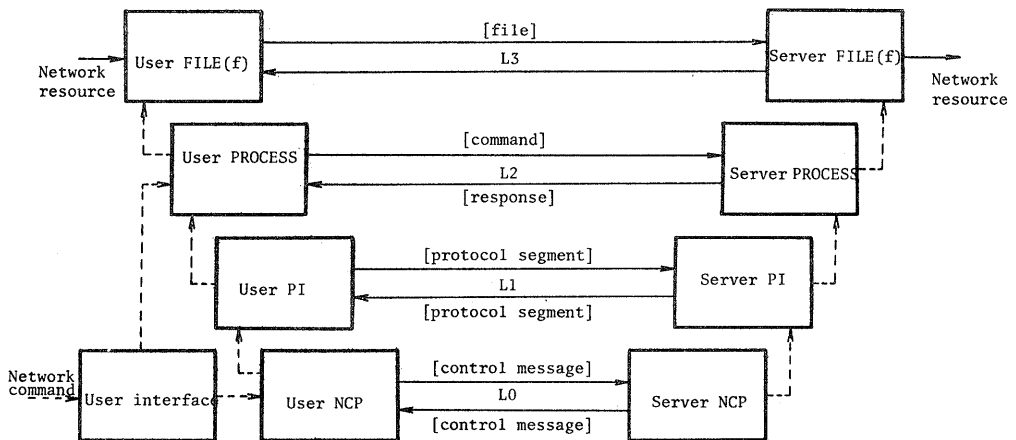 [file]
User FILE(f)
L3
Server FILE(f)
Network
resource
Network
resource
[command]
User PROCESS
L2
Server PROCESS
[response]
[protocol segment]
User PI
L1
Server PI
[protocol segment]
Network
command
User interface
[control message]
User NCP
L0
Server NCP
[control message]